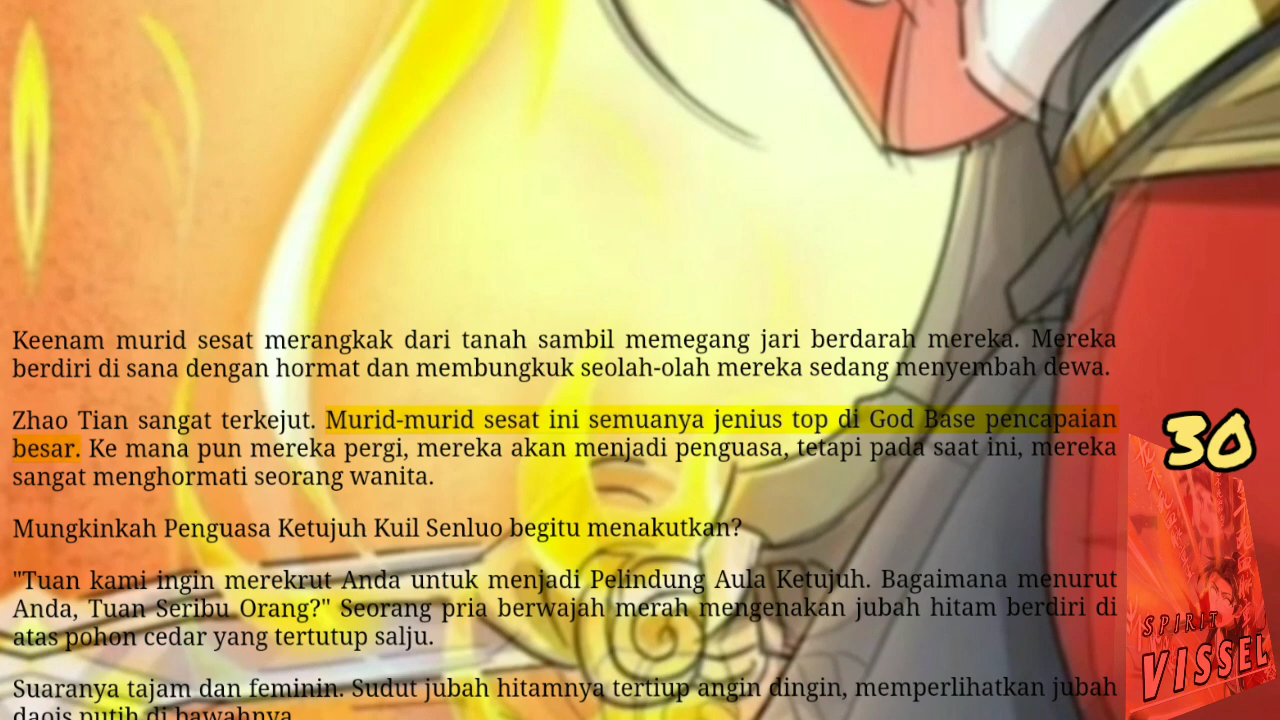 Keenam murid sesat merangkak dari tanah sambil memegang jari berdarah mereka. Mereka
berdiri di sana dengan hormat dan membungkuk seolah-olah mereka sedang menyembah dewa.
Zhao Tian sangat terkejut. Murid-murid sesat ini semuanya jenius top di God Base pencapaian
besar. Ke mana pun mereka pergi, mereka akan menjadi penguasa, tetapi pada saat ini, mereka
sangat menghormati seorang wanita.
Mungkinkah Penguasa Ketujuh Kuil Senluo begitu menakutkan?
"Tuan kami ingin merekrut Anda untuk menjadi Pelindung Aula Ketujuh. Bagaimana menurut
Anda, Tuan Seribu Orang?" Seorang pria berwajah merah mengenakan jubah hitam berdiri di
atas pohon cedar yang tertutup salju.
Suaranya tajam dan feminin. Sudut jubah hitamnya tertiup angin dingin, memperlihatkan jubah
daois putih di bawahnya.
30
SPIRIT
VISSEL